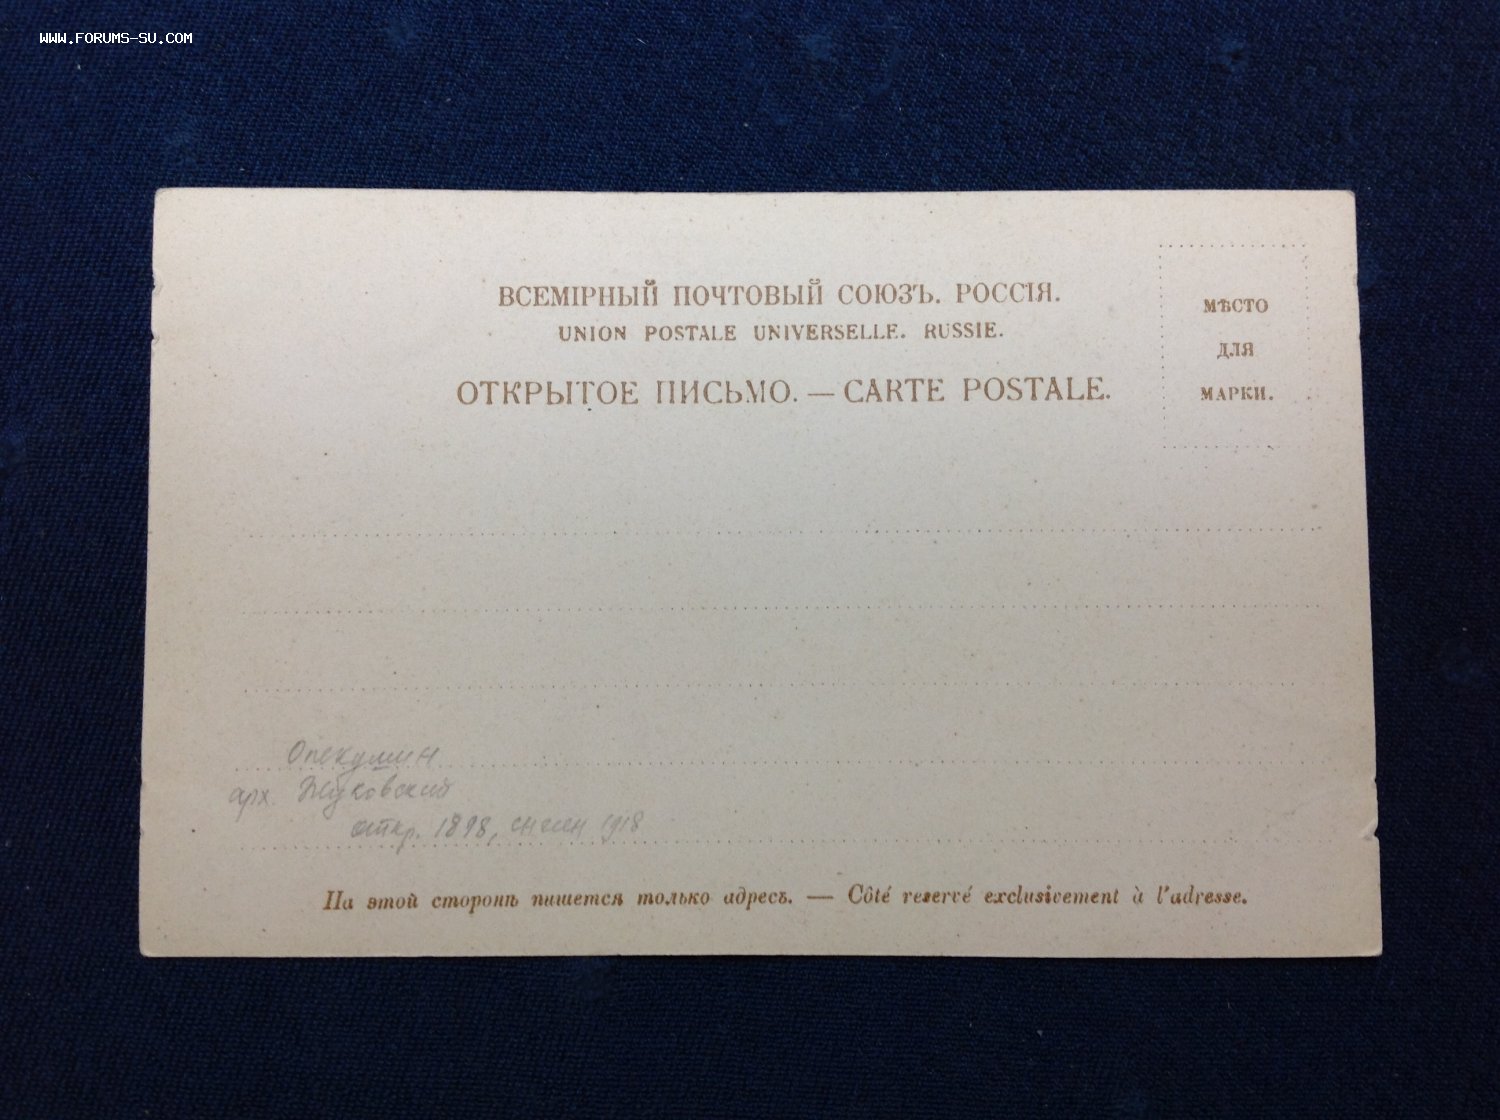 WWW.FORUMS-SU.COM
ВСЕМІРНЫЙ ПОЧТОВЫЙ СОЮЗЪ. РОССІЯ.
UNION POSTALE UNIVERSELLE. RUSSIE.
ОТКРЫТОЕ ПИСЬМО. — CARTE POSTALE.
МѢСТО
ДЛЯ
МАРКИ.
Опекушин
арх. Жуковский
откр. 1898, снесен 1918
На этой сторонѣ пишется только адресъ. — Côté reservé exclusivement à l'adresse.